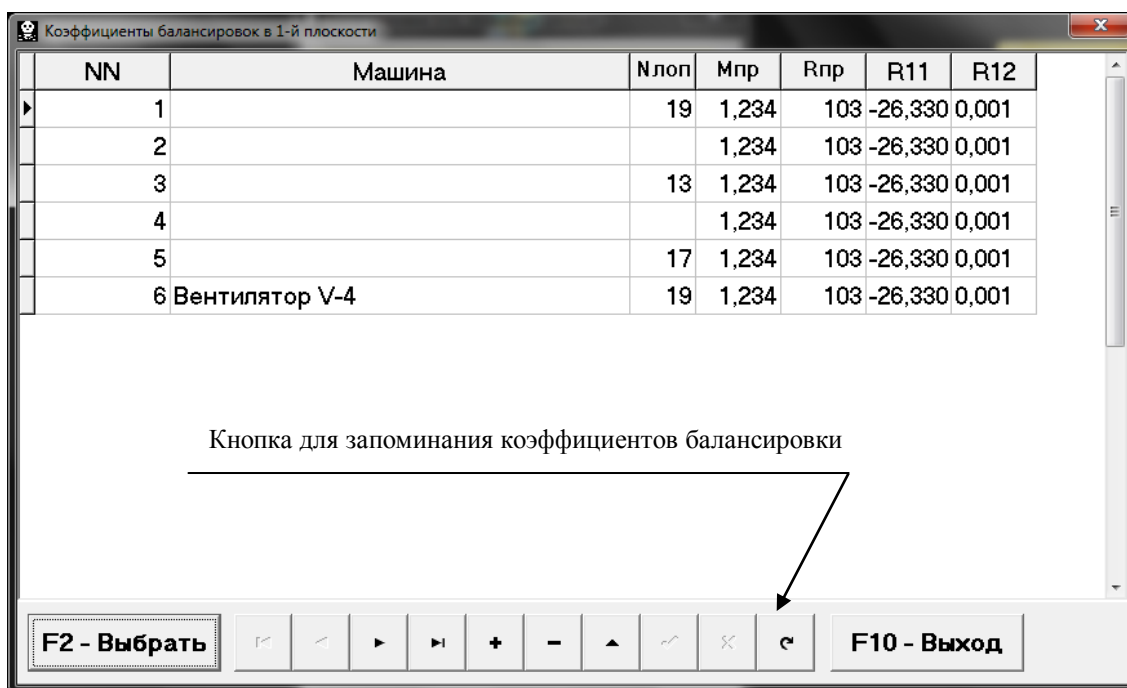 Коэффициенты балансировок в 1-й плоскости
NN Машина Nлоп Мпр Rпр R11 R12
1 19 1,234 103 -26,330 0,001
2 1,234 103 -26,330 0,001
3 13 1,234 103 -26,330 0,001
4 1,234 103 -26,330 0,001
5 17 1,234 103 -26,330 0,001
6 Вентилятор V-4 19 1,234 103 -26,330 0,001
Кнопка для запоминания коэффициентов балансировки
F2 - Выбрать F10 - Выход